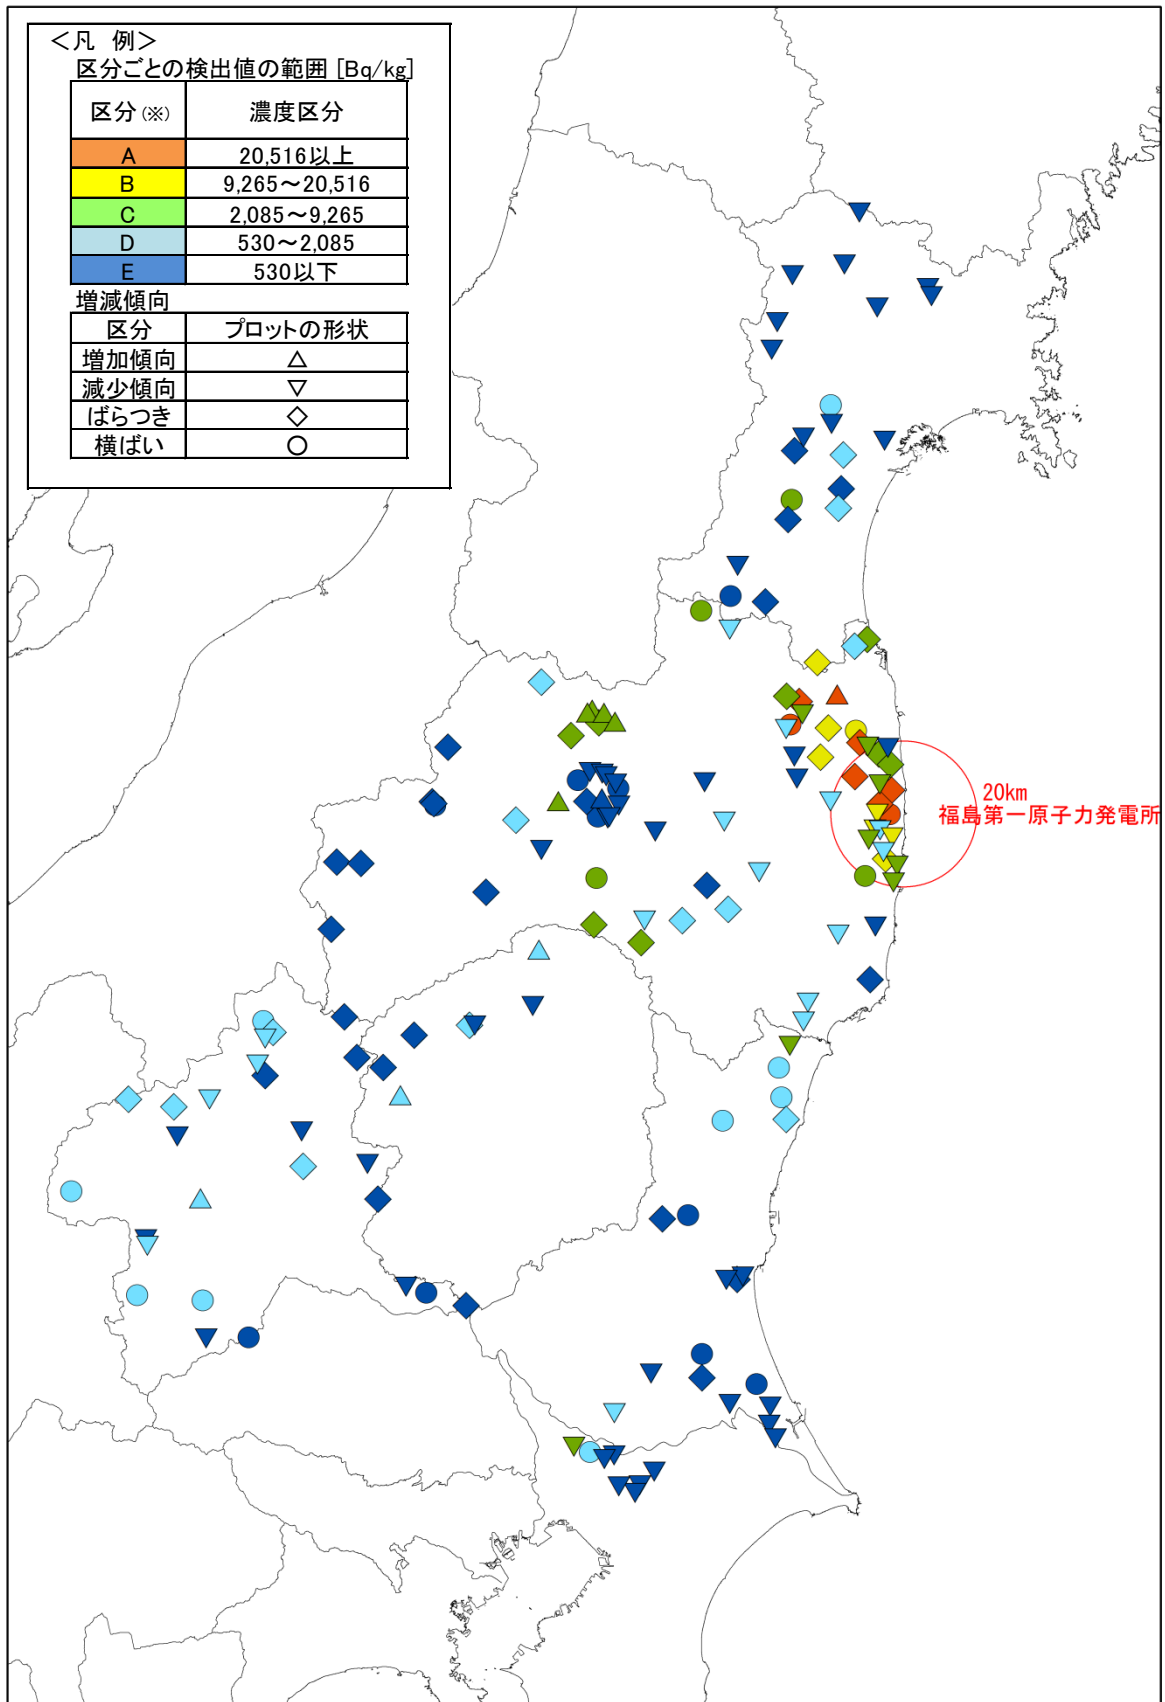 ＜凡 例＞
区分ごとの検出値の範囲 [Bq/kg]
区分(※) 濃度区分
A 20,516以上
B 9,265～20,516
C 2,085～9,265
D 530～2,085
E 530以下
増減傾向
区分 プロットの形状
増加傾向 △
減少傾向 ▽
ばらつき ◇
横ばい ○
20km
福島第一原子力発電所